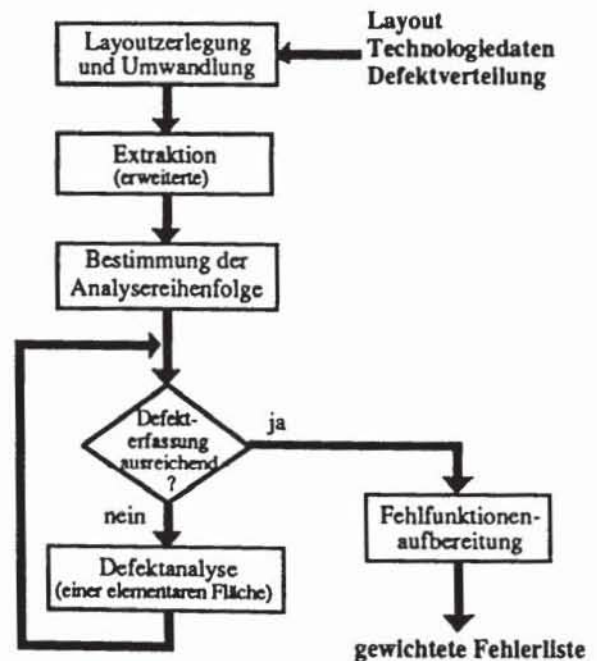 Layout
Technologiedaten
Defektverteilung
Layoutzerlegung
und Umwandlung
Extraktion
(erweiterte)
Bestimmung der
Analysereihenfolge
Defekt-
erfassung
ausreichend
?
ja
nein
Defektanalyse
(einer elementaren Fläche)
Fehlfunktionen-
aufbereitung
gewichtete Fehlerliste